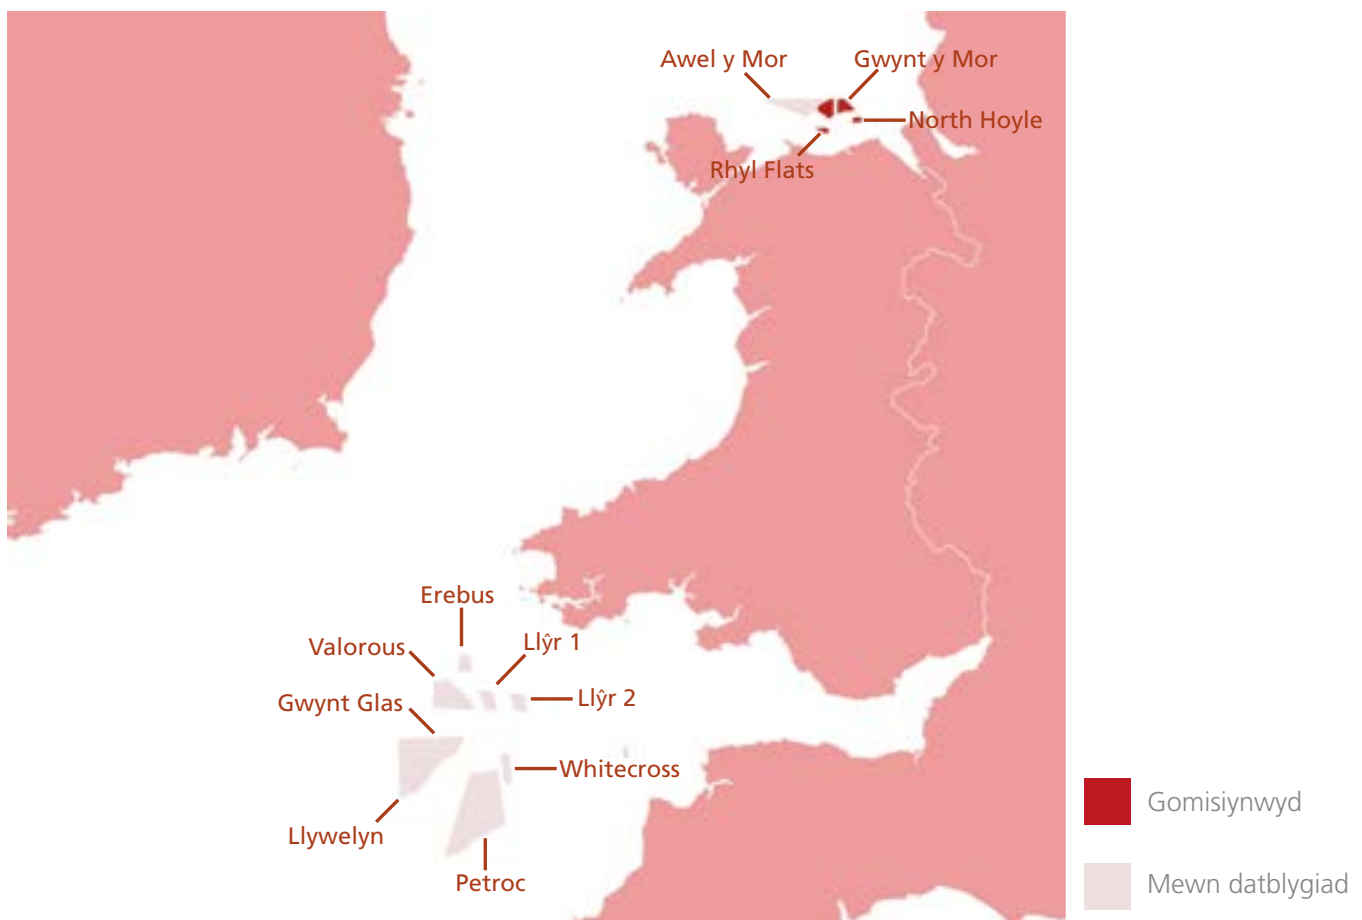 Awel y Mor
Gwynt y Mor
North Hoyle
Rhyl Flats
Erebus
Llŷr 1
Valorous
Llŷr 2
Gwynt Glas
Whitecross
Llywelyn
Petroc
Gomisiynwyd
Mewn datblygiad